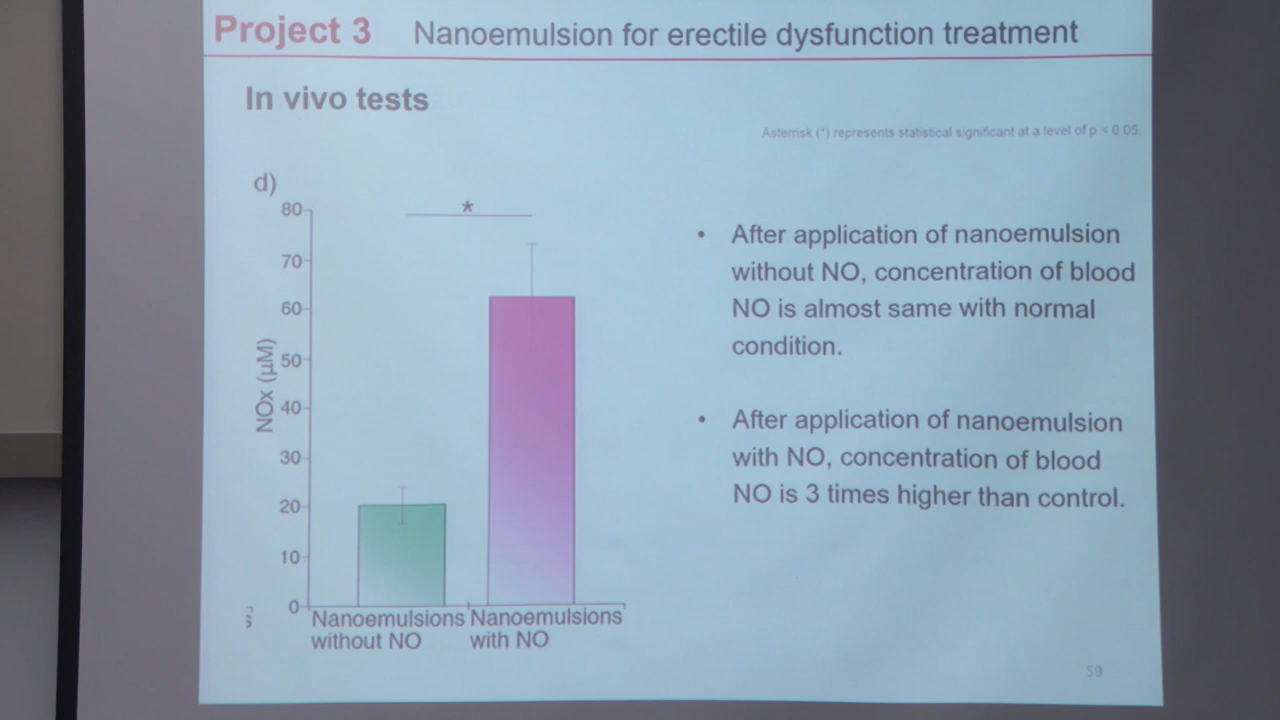 Project 3 Nanoemulsion for erectile dysfunction treatment
In vivo tests
Asterrisk (*) represents statistical significant at a level of p < 0.05.
d)
*
80
70
60
50
40
30
20
10
0
NOx (μM)
Nanoemulsions
without NO
Nanoemulsions
with NO
• After application of nanoemulsion
without NO, concentration of blood
NO is almost same with normal
condition.
• After application of nanoemulsion
with NO, concentration of blood
NO is 3 times higher than control.
59